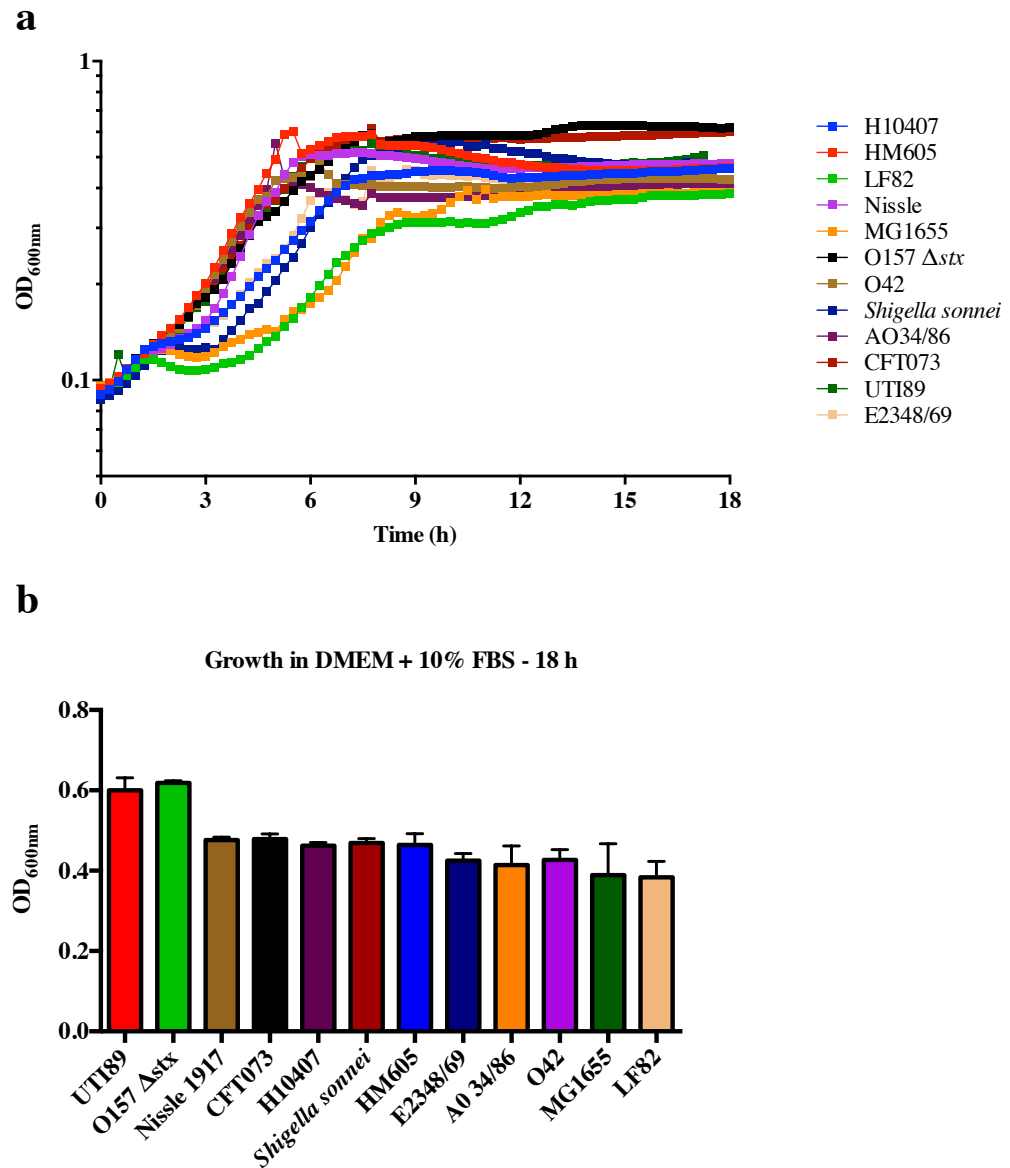 a
1
0.1
OD600nm
0
3
6
9
12
15
18
Time (h)
H10407
HM605
LF82
Nissle
MG1655
O157 Δstx
O42
Shigella sonnei
AO34/86
CFT073
UTI89
E2348/69
b
Growth in DMEM + 10% FBS - 18 h
0.8
0.6
0.4
0.2
0.0
OD600nm
UTI89
O157 Δstx
Nissle 1917
CFT073
H10407
Shigella sonnei
HM605
E2348/69
A0 34/86
O42
MG1655
LF82